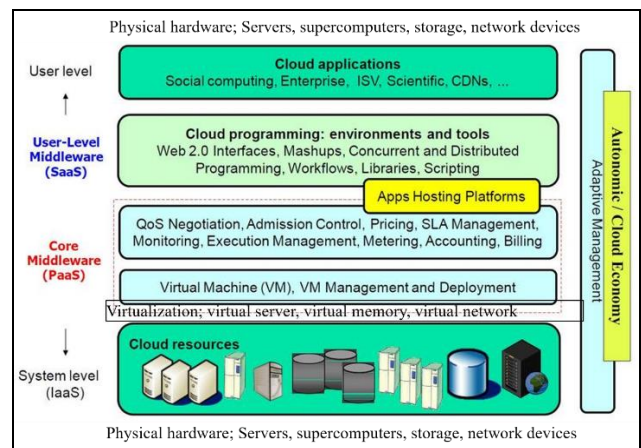 Physical hardware; Servers, supercomputers, storage, network devices
User level
Cloud applications
Social computing, Enterprise, ISV, Scientific, CDNs, ...
User-Level
Middleware
(SaaS)
Cloud programming: environments and tools
Web 2.0 Interfaces, Mashups, Concurrent and Distributed
Programming, Workflows, Libraries, Scripting
Apps Hosting Platforms
Core
Middleware
(PaaS)
QoS Negotiation, Admission Control, Pricing, SLA Management,
Monitoring, Execution Management, Metering, Accounting, Billing
Virtual Machine (VM), VM Management and Deployment
Virtualization; virtual server, virtual memory, virtual network
System level
(IaaS)
Cloud resources
Adaptive Management
Autonomic / Cloud Economy
Physical hardware; Servers, supercomputers, storage, network devices